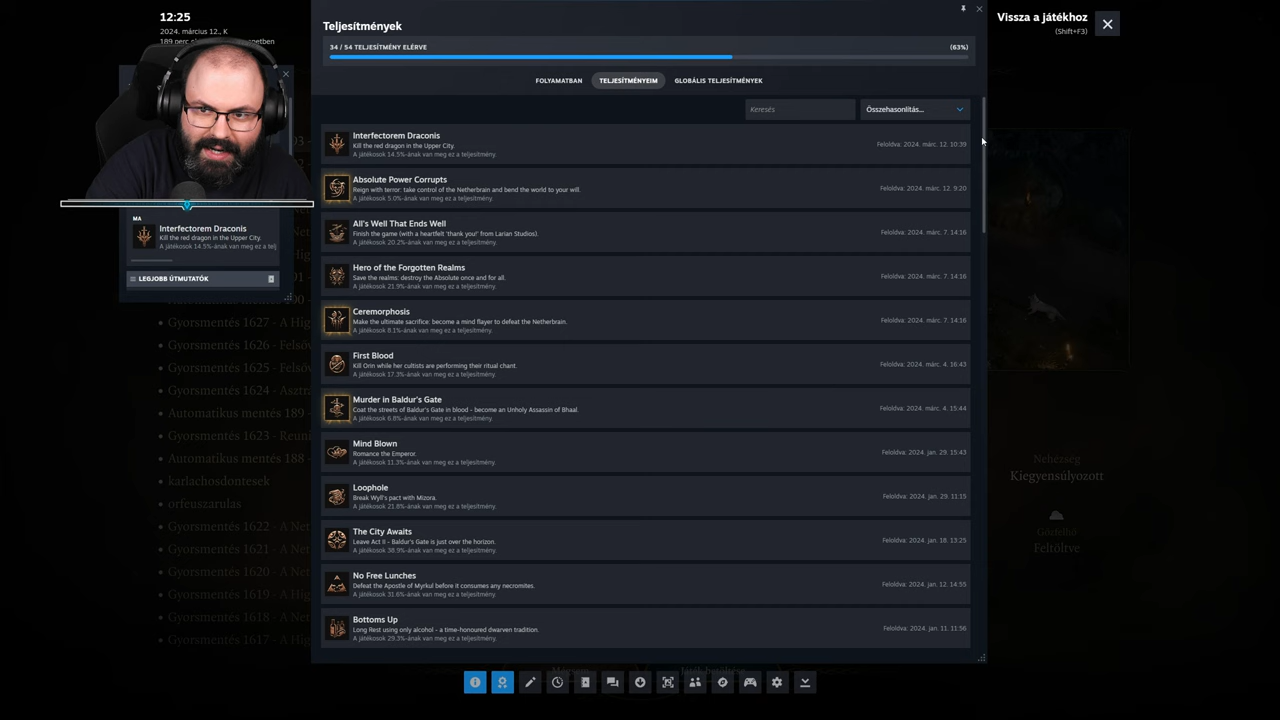 12:25
2024. március 12., K
Vissza a játékhoz
(Shift+F3)
Teljesítmények
34 / 54 TELJESÍTMÉNY ELÉRVE
(63%)
FOLYAMATBAN
TELJESÍTMÉNYEIM
GLOBÁLIS TELJESÍTMÉNYEK
Keresés
Összehasonlítás...
Interfectorem Draconis
Kill the red dragon in the Upper City.
A játékosok 14.5%-ának van meg ez a teljesítmény.
Feloldva: 2024. márc. 12. 10:39
Absolute Power Corrupts
Reign with terror: take control of the Netherbrain and bend the world to your will.
A játékosok 5.0%-ának van meg ez a teljesítmény.
Feloldva: 2024. márc. 12. 9:20
All's Well That Ends Well
Finish the game (with a heartfelt 'thank you!' from Larian Studios).
A játékosok 20.2%-ának van meg ez a teljesítmény.
Feloldva: 2024. márc. 7. 14:16
Hero of the Forgotten Realms
Save the realms: destroy the Absolute once and for all.
A játékosok 21.9%-ának van meg ez a teljesítmény.
Feloldva: 2024. márc. 7. 14:16
Ceremorphosis
Make the ultimate sacrifice: become a mind flayer to defeat the Netherbrain.
A játékosok 8.1%-ának van meg ez a teljesítmény.
Feloldva: 2024. márc. 7. 14:16
First Blood
Kill Orin while her cultists are performing their ritual chant.
A játékosok 17.3%-ának van meg ez a teljesítmény.
Feloldva: 2024. márc. 4. 16:43
Murder in Baldur's Gate
Coat the streets of Baldur's Gate in blood - become an Unholy Assassin of Bhaal.
A játékosok 6.8%-ának van meg ez a teljesítmény.
Feloldva: 2024. márc. 4. 15:44
Mind Blown
Romance the Emperor.
A játékosok 11.3%-ának van meg ez a teljesítmény.
Feloldva: 2024. jan. 29. 15:43
Loophole
Break Wyll's pact with Mizora.
A játékosok 21.8%-ának van meg ez a teljesítmény.
Feloldva: 2024. jan. 29. 11:15
The City Awaits
Leave Act II - Baldur's Gate is just over the horizon.
A játékosok 38.9%-ának van meg ez a teljesítmény.
Feloldva: 2024. jan. 18. 13:25
No Free Lunches
Defeat the Apostle of Myrkul before it consumes any necromites.
A játékosok 31.6%-ának van meg ez a teljesítmény.
Feloldva: 2024. jan. 12. 14:55
Bottoms Up
Long Rest using only alcohol - a time-honoured dwarven tradition.
A játékosok 29.3%-ának van meg ez a teljesítmény.
Feloldva: 2024. jan. 11. 11:56
MA
Interfectorem Draconis
Kill the red dragon in the Upper City.
A játékosok 14.5%-ának van meg ez a telj
LEGJOBB ÚTMUTATÓK
Gyorsmentés 1627 - A Hig
Gyorsmentés 1626 - Felsőv
Gyorsmentés 1625 - Felsőv
Gyorsmentés 1624 - Asztra
Automatikus mentés 189 -
Gyorsmentés 1623 - Reuni
Automatikus mentés 188 -
karlachosdontesek
orfeuszarulas
Gyorsmentés 1622 - A Net
Gyorsmentés 1621 - A Net
Gyorsmentés 1620 - A Net
Gyorsmentés 1619 - A Hig
Gyorsmentés 1618 - A Net
Gyorsmentés 1617 - A Hig
Nehézség
Kiegyensúlyozott
Gőzfelhő
Feltöltve